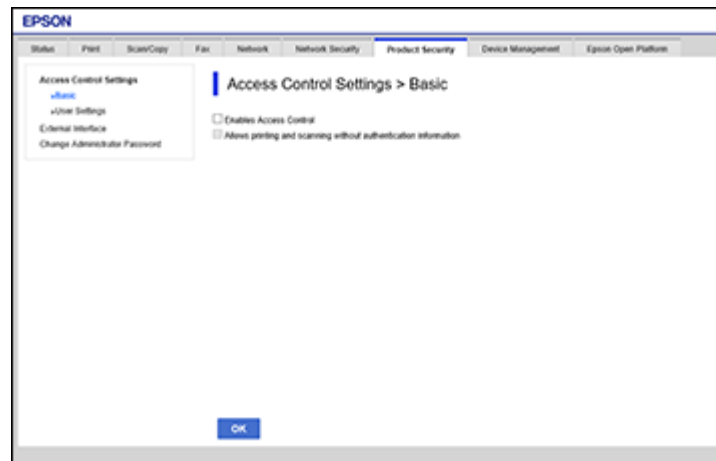 EPSON
Status Print Scan/Copy Fax Network Network Security Product Security Device Management Epson Open Platform
Access Control Settings
»Basic
»User Settings
External Interface
Change Administrator Password
Access Control Settings > Basic
Enables Access Control
Allows printing and scanning without authentication information
OK